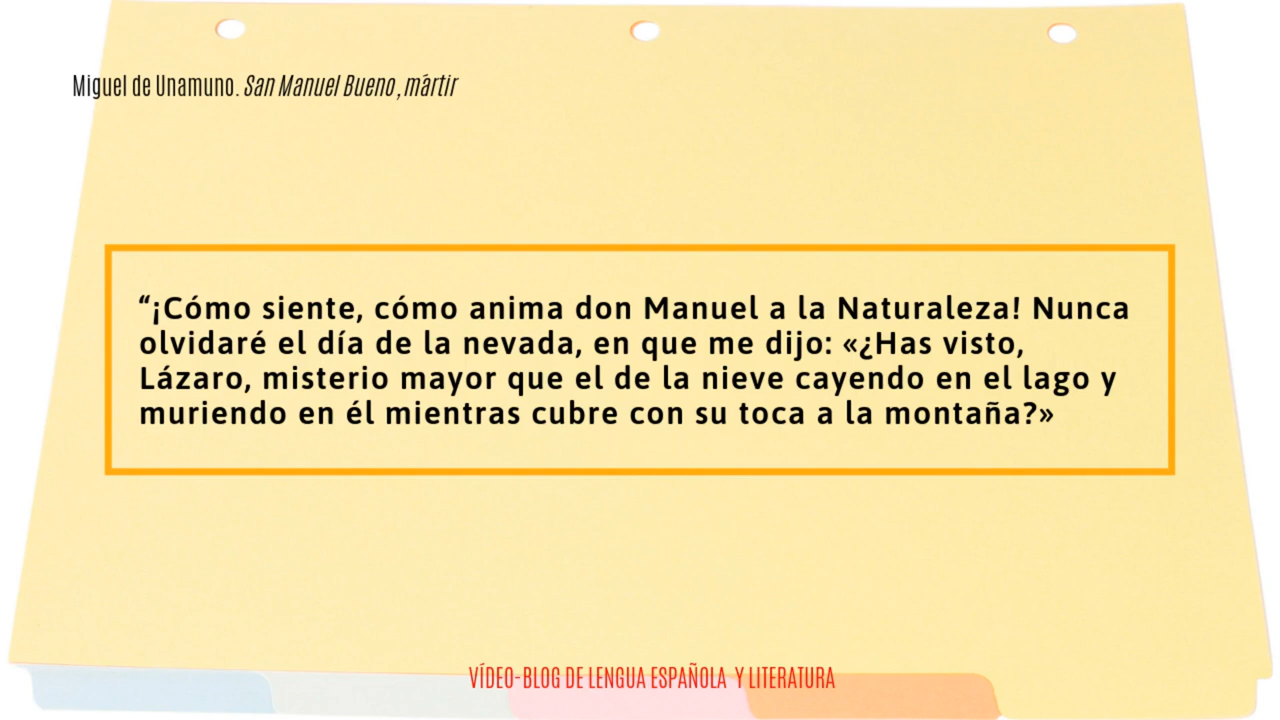 Miguel de Unamuno. San Manuel Bueno, mártir
“¡Cómo siente, cómo anima don Manuel a la Naturaleza! Nunca
olvidaré el día de la nevada, en que me dijo: «¿Has visto,
Lázaro, misterio mayor que el de la nieve cayendo en el lago y
muriendo en él mientras cubre con su toca a la montaña?»
VÍDEO-BLOG DE LENGUA ESPAÑOLA Y LITERATURA